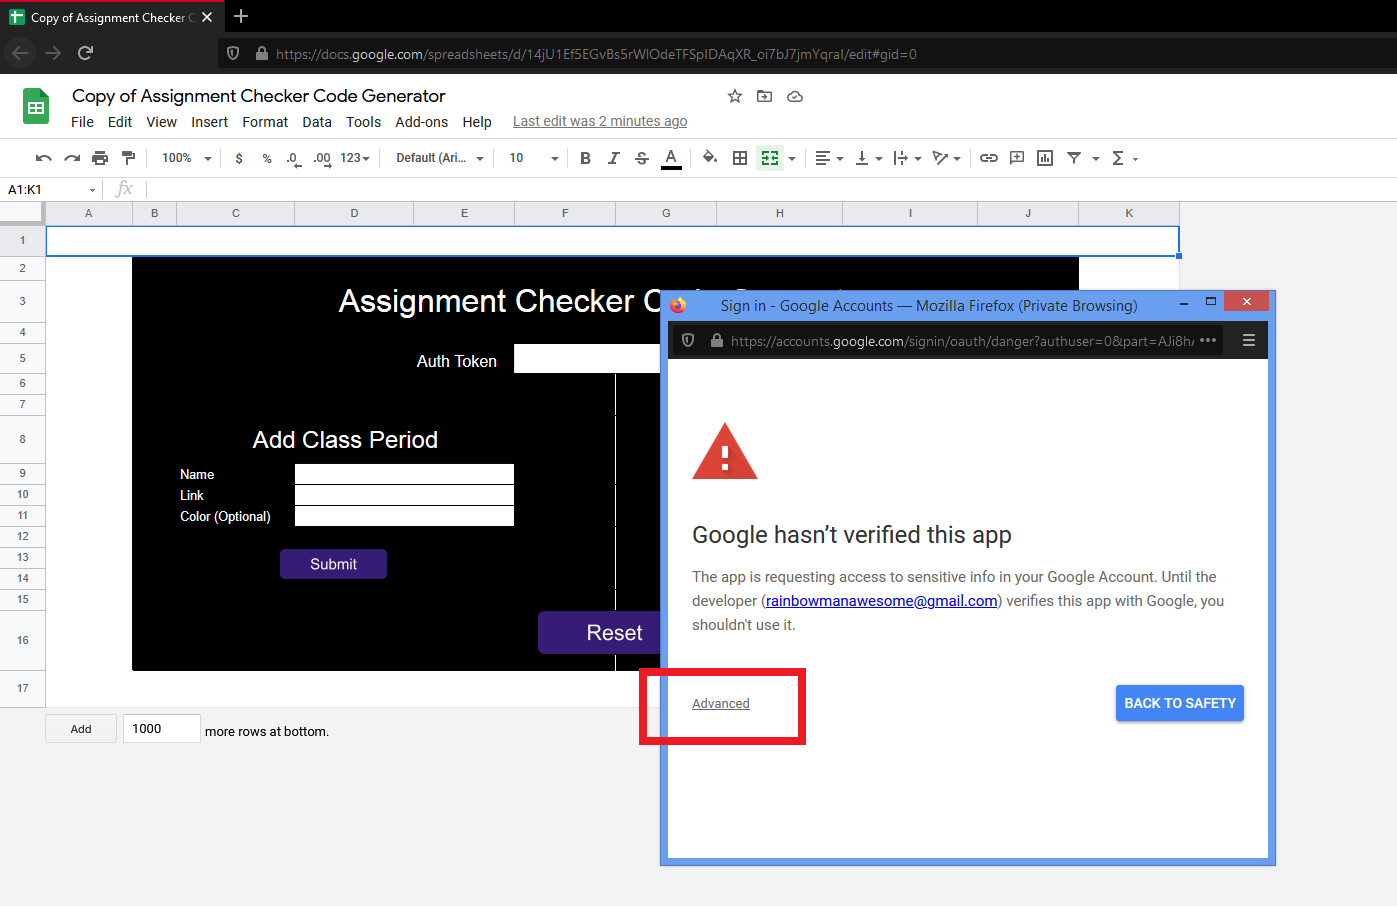 Copy of Assignment Checker C
https://docs.google.com/spreadsheets/d/14jU1Ef5EGvBs5rWlOdeTFSpIDAqXR_oi7bJ7jmYqraI/edit#gid=0
Copy of Assignment Checker Code Generator
File Edit View Insert Format Data Tools Add-ons Help Last edit was 2 minutes ago
100% $ % .0 .00 123 Default (Ari... 10 B I S A Σ
A1:K1 fx
A B C D E F G H I J K
1
2
3
4
5
6
7
8
9
10
11
12
13
14
15
16
17
Assignment Checker C
Auth Token
Add Class Period
Name
Link
Color (Optional)
Submit
Reset
Add 1000 more rows at bottom.
Sign in - Google Accounts — Mozilla Firefox (Private Browsing)
https://accounts.google.com/signin/oauth/danger?authuser=0&part=AJi8hA
Google hasn't verified this app
The app is requesting access to sensitive info in your Google Account. Until the
developer (rainbowmanawesome@gmail.com) verifies this app with Google, you
shouldn't use it.
Advanced
BACK TO SAFETY